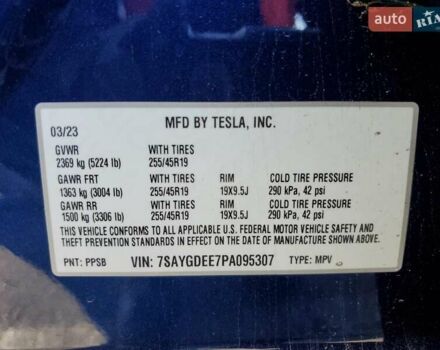 auto RIA
MFD BY TESLA, INC.
03/23
GVWR WITH TIRES
2369 kg (5224 lb) 255/45R19
GAWR FRT WITH TIRES RIM COLD TIRE PRESSURE
1363 kg (3004 lb) 255/45R19 19X9.5J 290 kPa, 42 psi
GAWR RR WITH TIRES RIM COLD TIRE PRESSURE
1500 kg (3306 lb) 255/45R19 19X9.5J 290 kPa, 42 psi
THIS VEHICLE CONFORMS TO ALL APPLICABLE U.S. FEDERAL MOTOR VEHICLE SAFETY AND
THEFT PREVENTION STANDARDS IN EFFECT ON THE DATE OF MANUFACTURE SHOWN ABOVE.
PNT: PPSB VIN: 7SAYGDEE7PA095307 TYPE: MPV